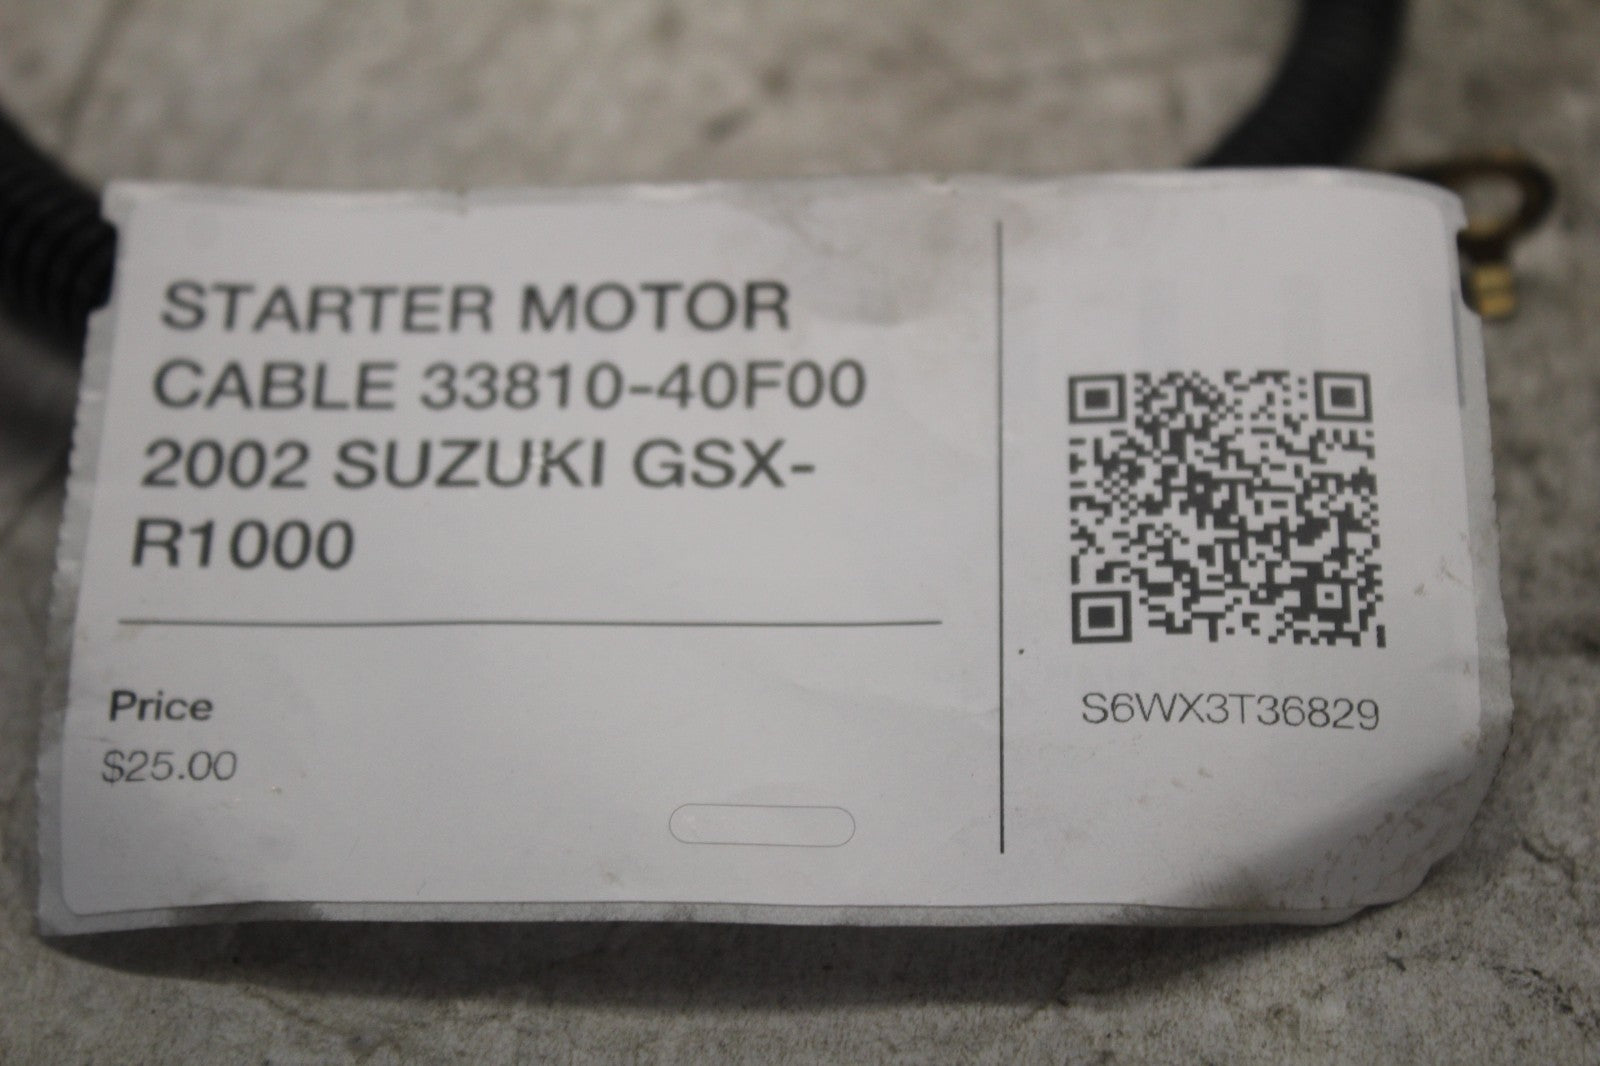 STARTER MOTOR
CABLE 33810-40F00
2002 SUZUKI GSX-
R1000
Price
$25.00
S6WX3T36829